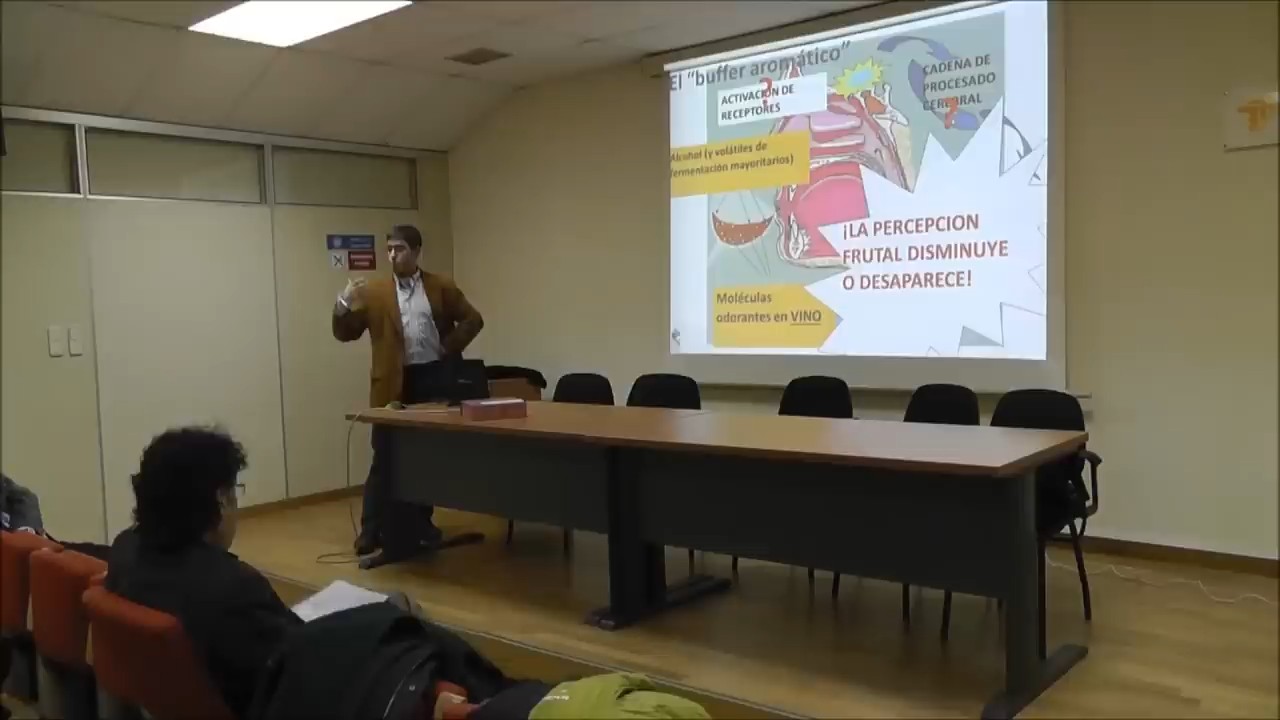 El “buffer aromático”
ACTIVACIÓN DE
RECEPTORES
?
CADENA DE
PROCESADO
CEREBRAL
?
Alcohol (y volátiles de
fermentación mayoritarios)
¡LA PERCEPCION
FRUTAL DISMINUYE
O DESAPARECE!
Moléculas
odorantes en VINO